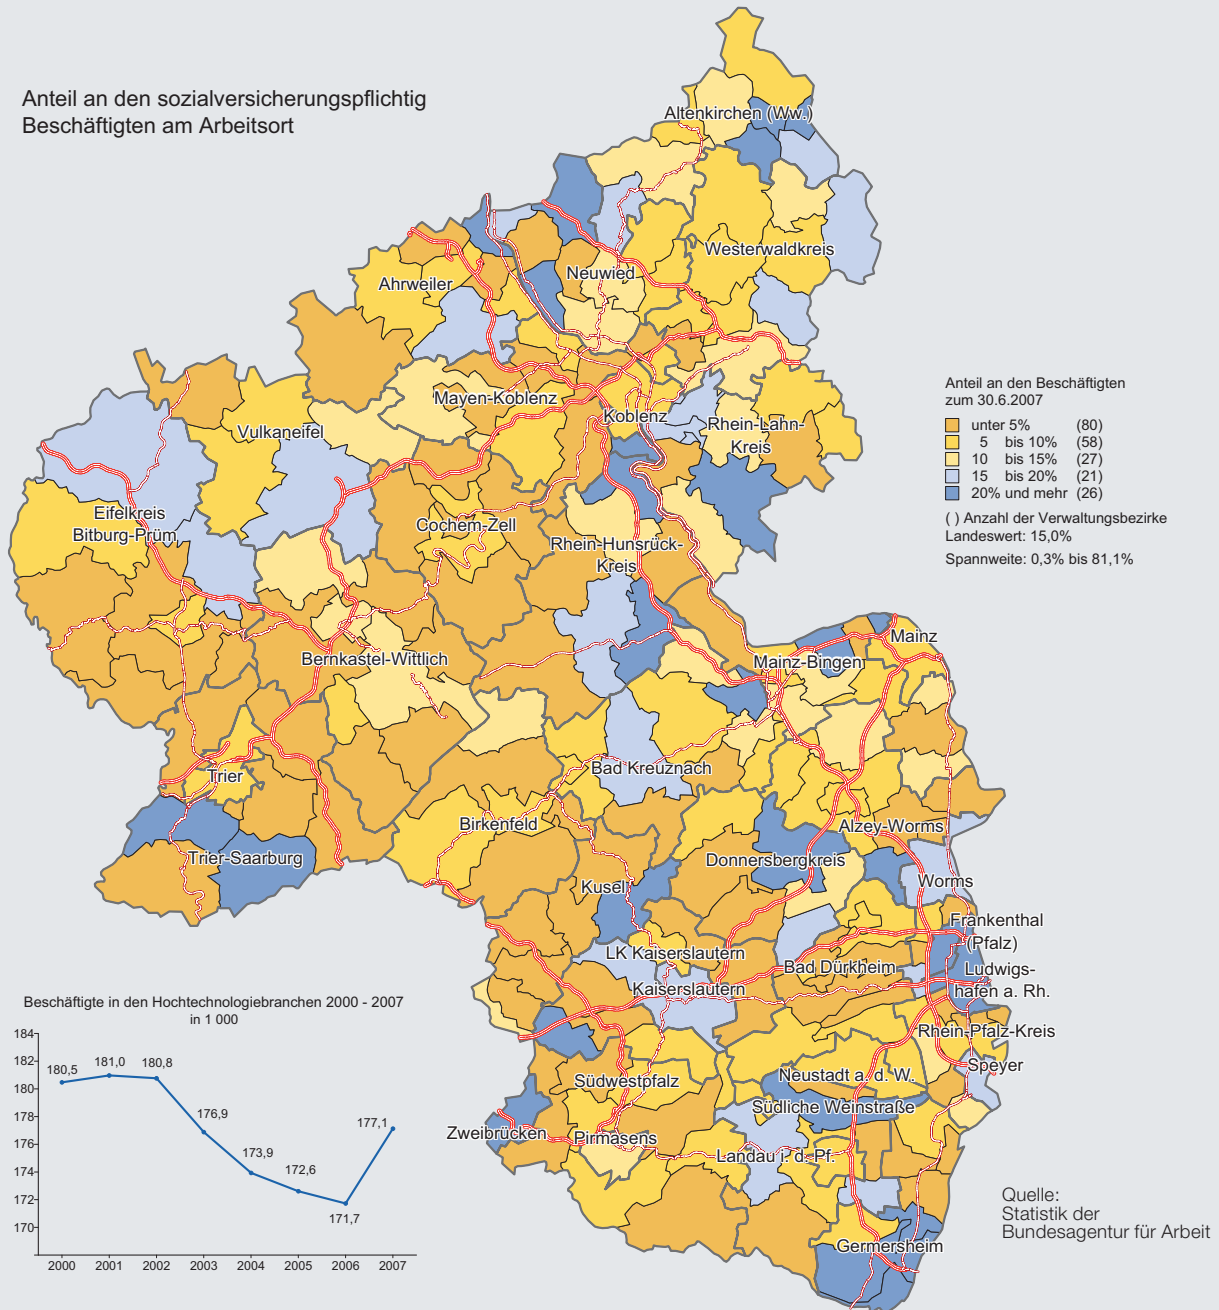 Anteil an den sozialversicherungspflichtig
Beschäftigten am Arbeitsort
Altenkirchen (Ww.)
Westerwaldkreis
Neuwied
Ahrweiler
Mayen-Koblenz
Koblenz
Rhein-Lahn-
Kreis
Vulkaneifel
Eifelkreis
Bitburg-Prüm
Cochem-Zell
Rhein-Hunsrück-
Kreis
Bernkastel-Wittlich
Mainz
Mainz-Bingen
Bad Kreuznach
Trier
Birkenfeld
Alzey-Worms
Trier-Saarburg
Donnersbergkreis
Kusel
Worms
Frankenthal
(Pfalz)
LK Kaiserslautern
Bad Dürkheim
Ludwigs-
hafen a. Rh.
Kaiserslautern
Rhein-Pfalz-Kreis
Speyer
Neustadt a. d. W.
Südwestpfalz
Südliche Weinstraße
Zweibrücken
Pirmasens
Landau i. d. Pf.
Germersheim
Anteil an den Beschäftigten
zum 30.6.2007
unter 5% (80)
5 bis 10% (58)
10 bis 15% (27)
15 bis 20% (21)
20% und mehr (26)
( ) Anzahl der Verwaltungsbezirke
Landeswert: 15,0%
Spannweite: 0,3% bis 81,1%
Beschäftigte in den Hochtechnologiebranchen 2000 - 2007
in 1 000
184
182
180
178
176
174
172
170
180,5
181,0
180,8
176,9
173,9
172,6
171,7
177,1
2000 2001 2002 2003 2004 2005 2006 2007
Quelle:
Statistik der
Bundesagentur für Arbeit